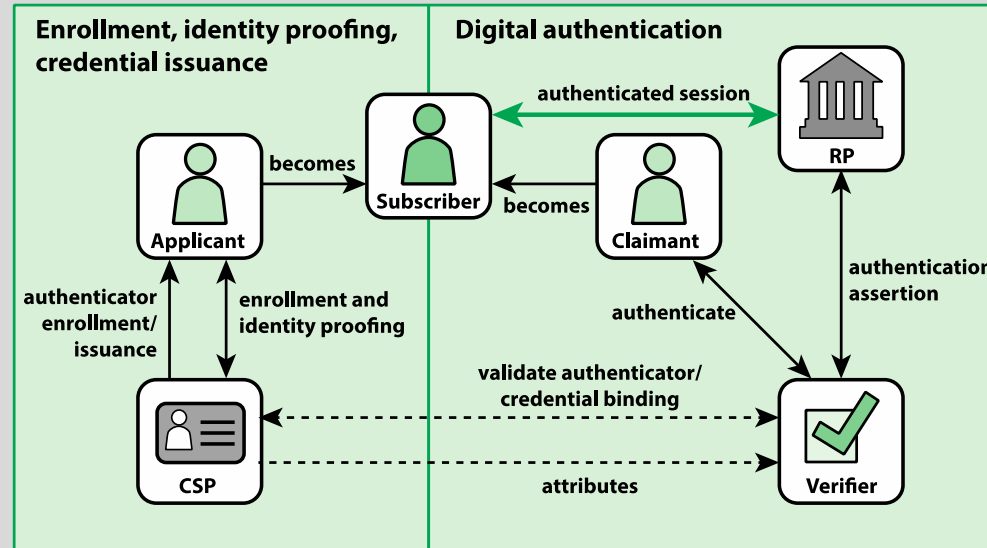 Enrollment, identity proofing,
credential issuance
Digital authentication
authenticated session
RP
becomes
Subscriber
becomes
Applicant
Claimant
authenticator
enrollment/
issuance
enrollment and
identity proofing
authenticate
authentication
assertion
validate authenticator/
credential binding
CSP
attributes
Verifier